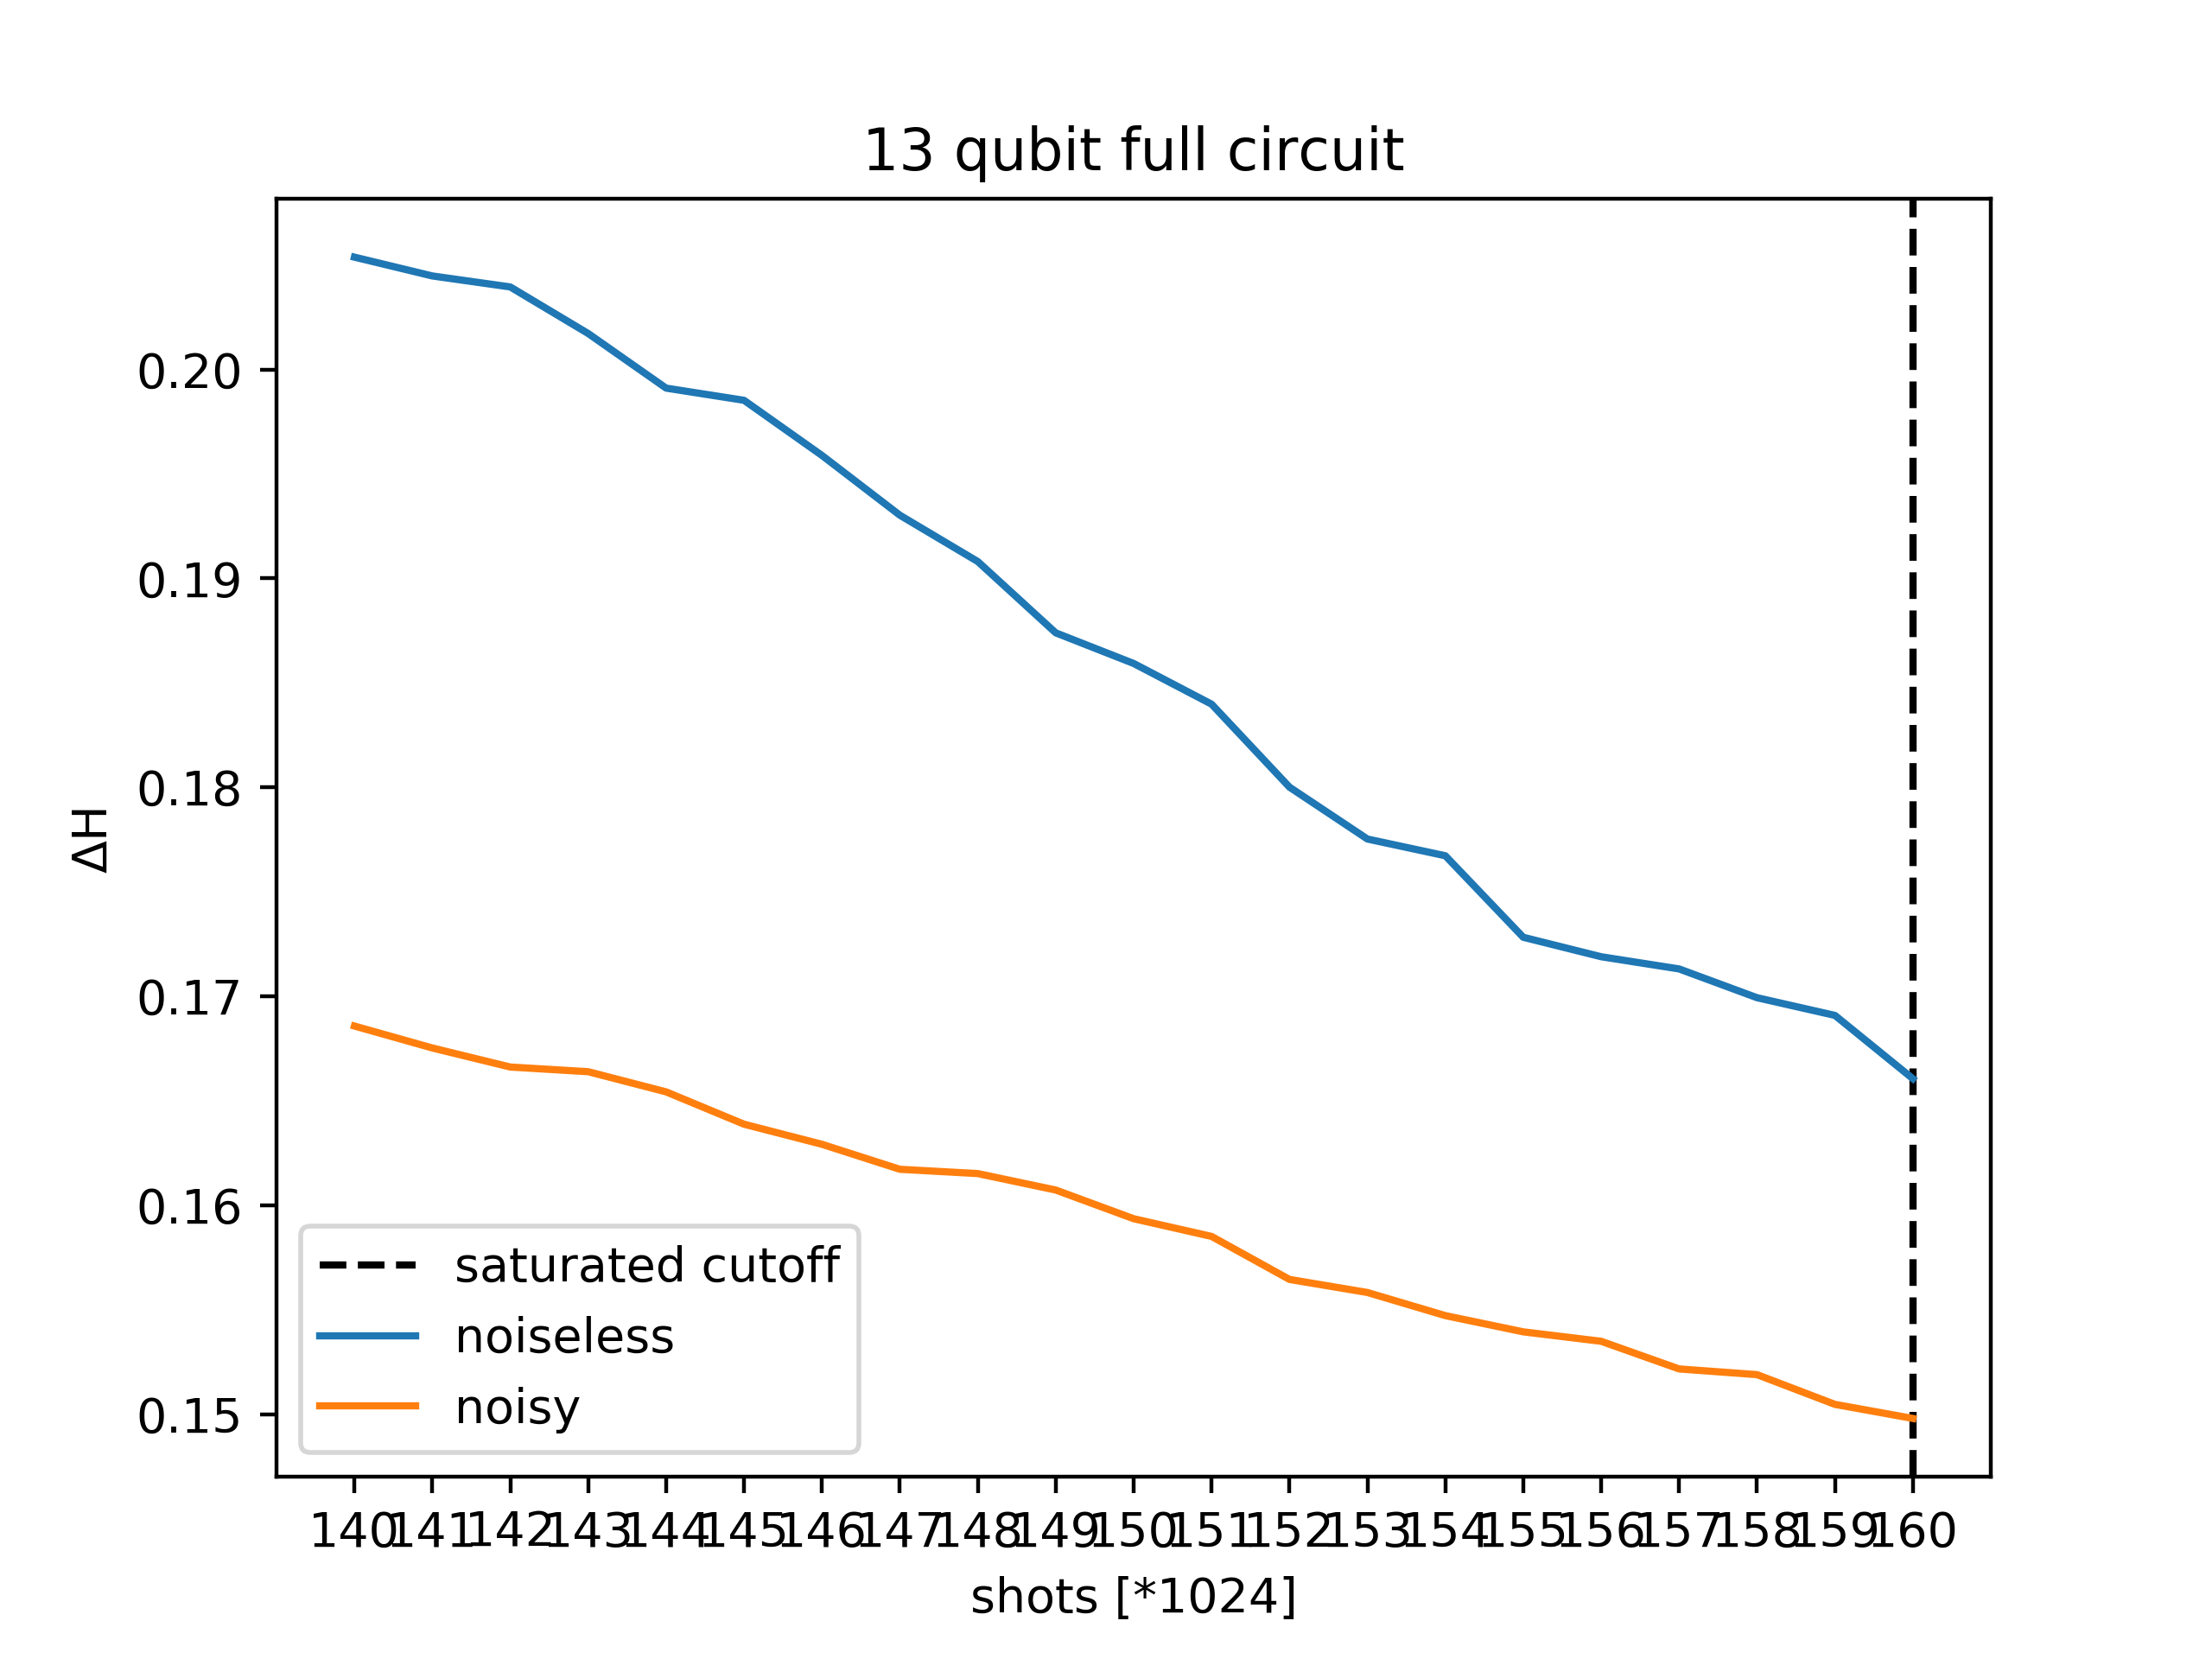 13 qubit full circuit
0.20
0.19
0.18
0.17
0.16
0.15
ΔH
saturated cutoff
noiseless
noisy
140 141 142 143 144 145 146 147 148 149 150 151 152 153 154 155 156 157 158 159 160
shots [*1024]